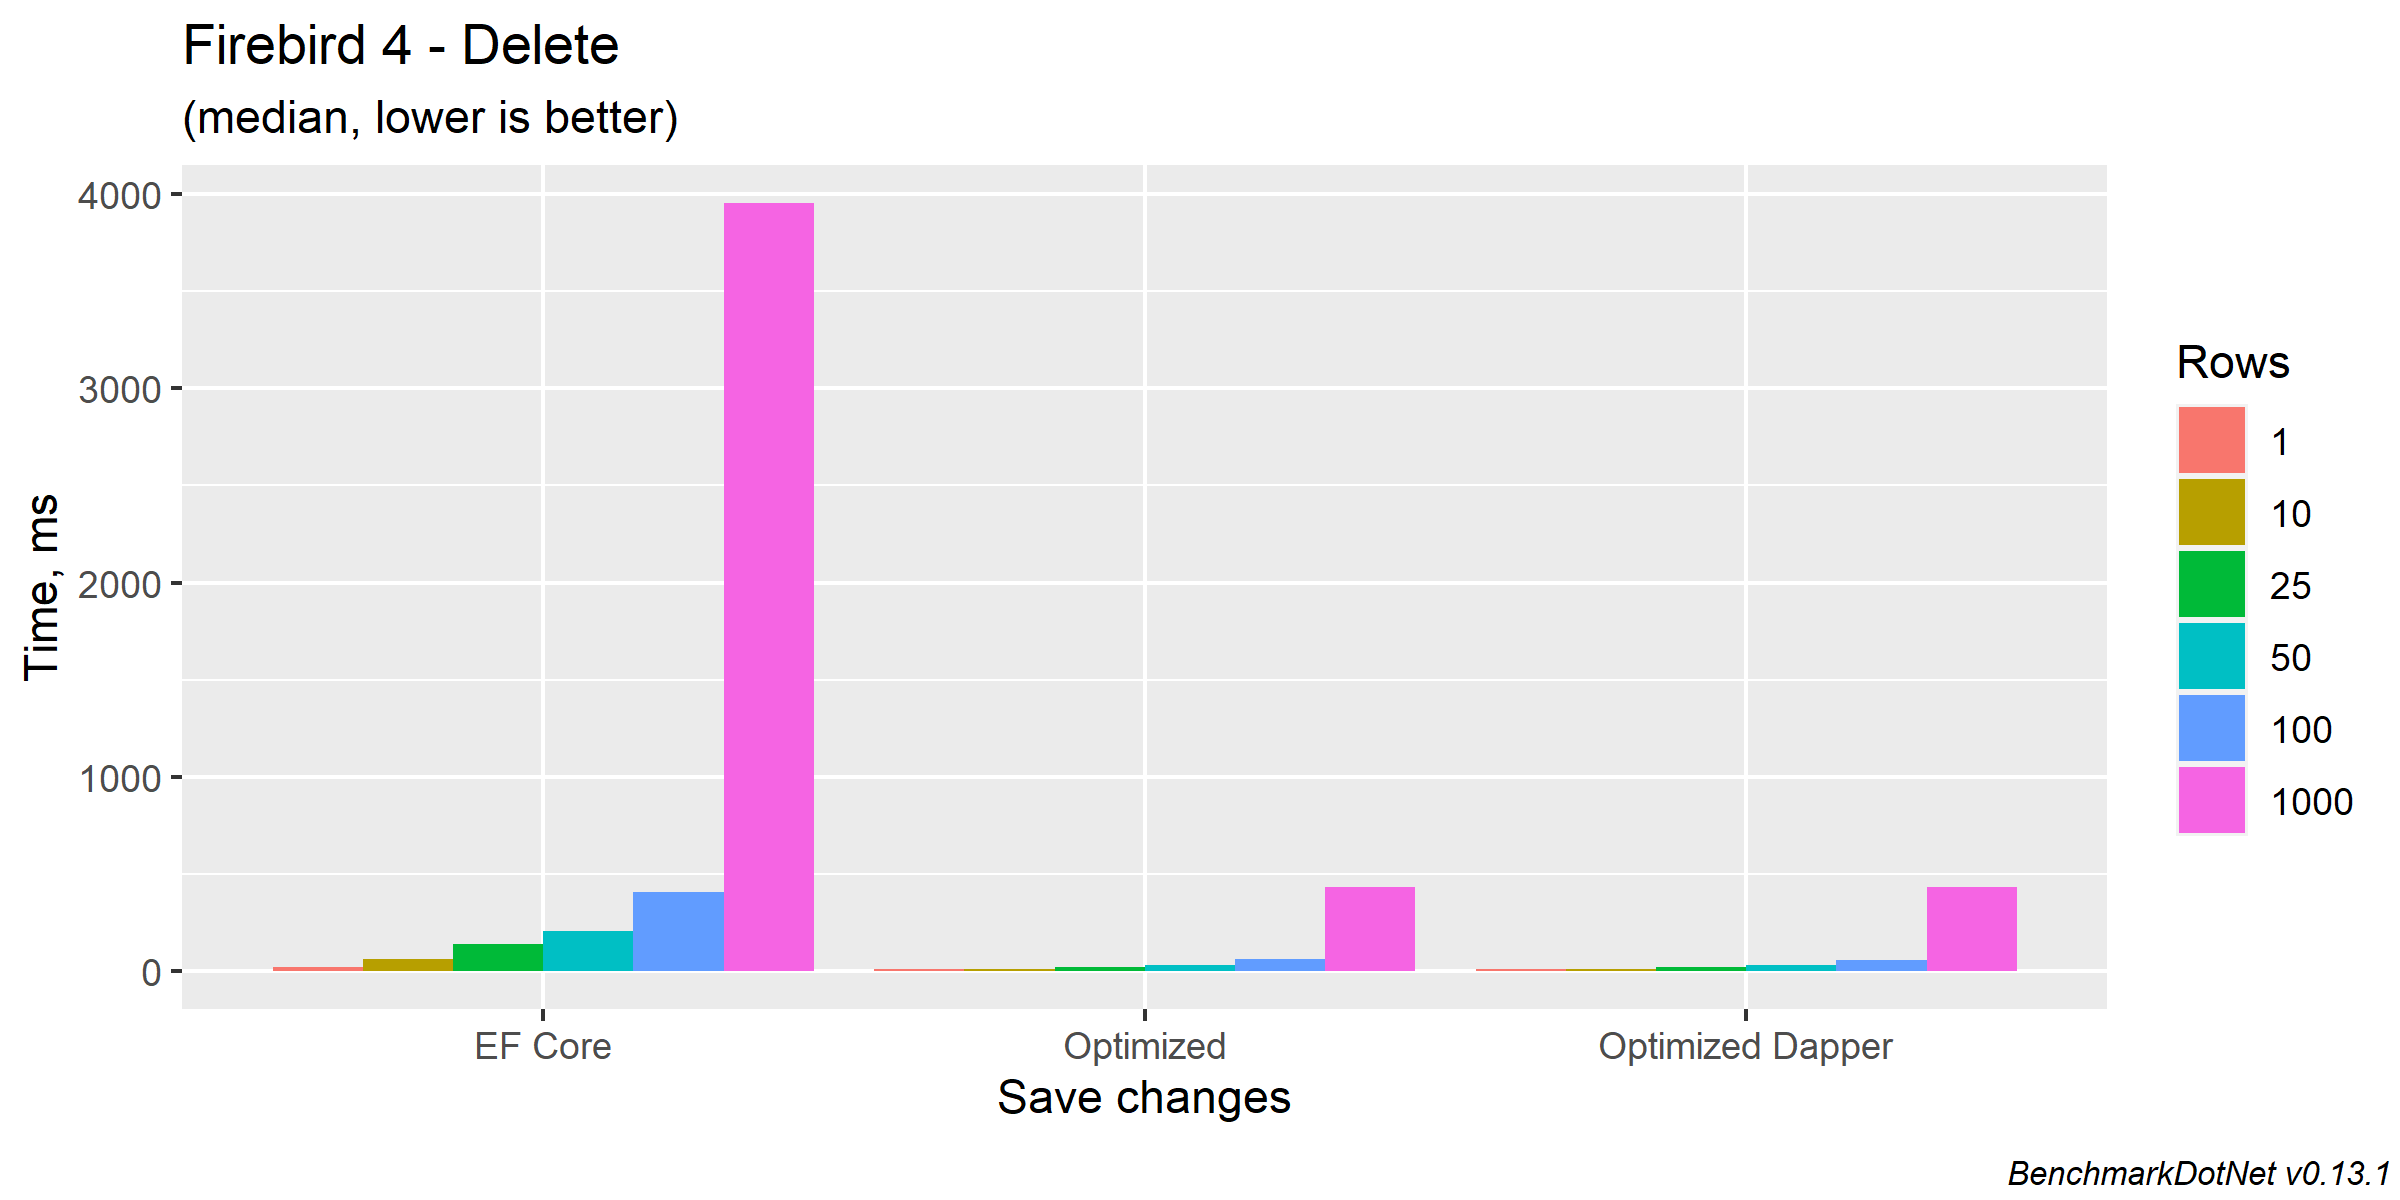 Firebird 4 - Delete
(median, lower is better)
Time, ms
4000
3000
2000
1000
0
EF Core
Optimized
Optimized Dapper
Save changes
Rows
1
10
25
50
100
1000
BenchmarkDotNet v0.13.1